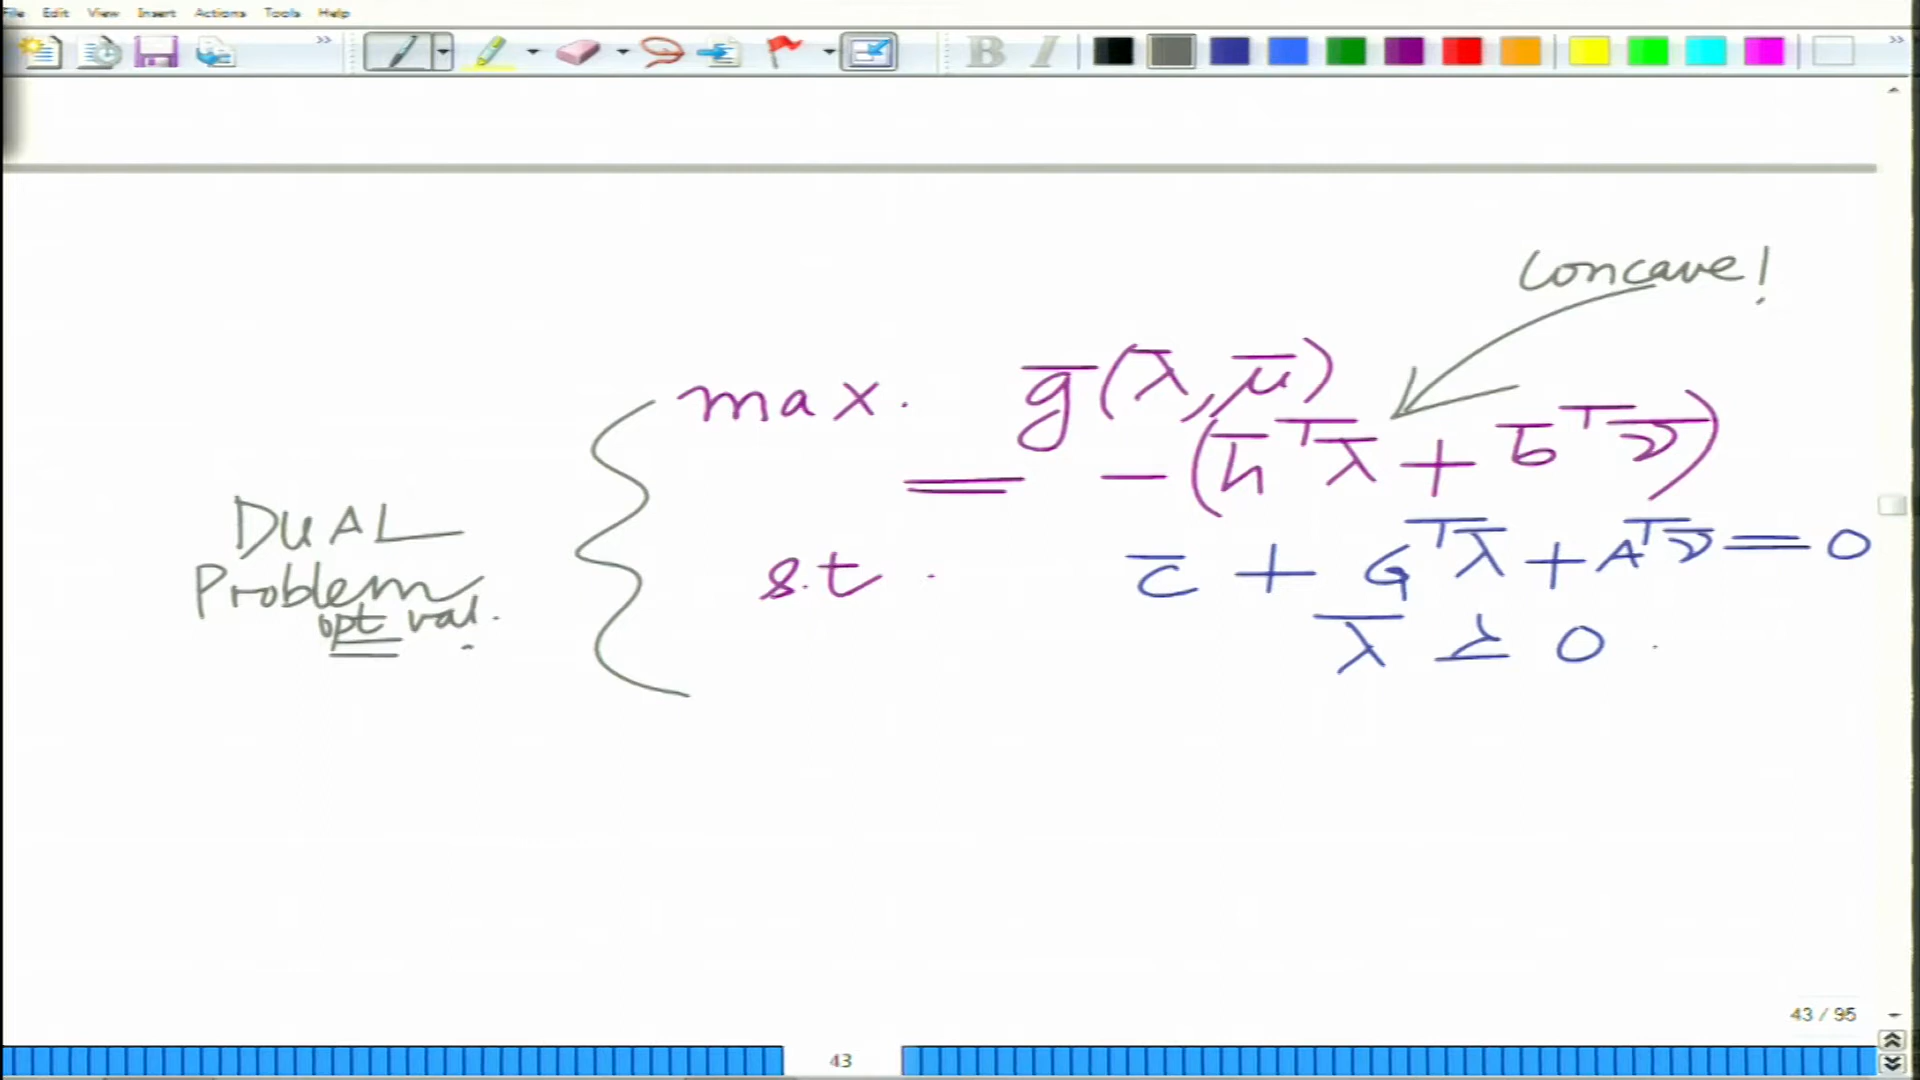 File Edit View Insert Actions Tools Help
B I
Concave!
max. g̅(λ̅, μ̅)
= -(h̅ᵀλ̅ + b̅ᵀν̅)
DUAL
Problem
opt val.
s.t. c̅ + Gᵀλ̅ + Aᵀν̅ = 0
λ̅ ≽ 0.
43 / 95
43